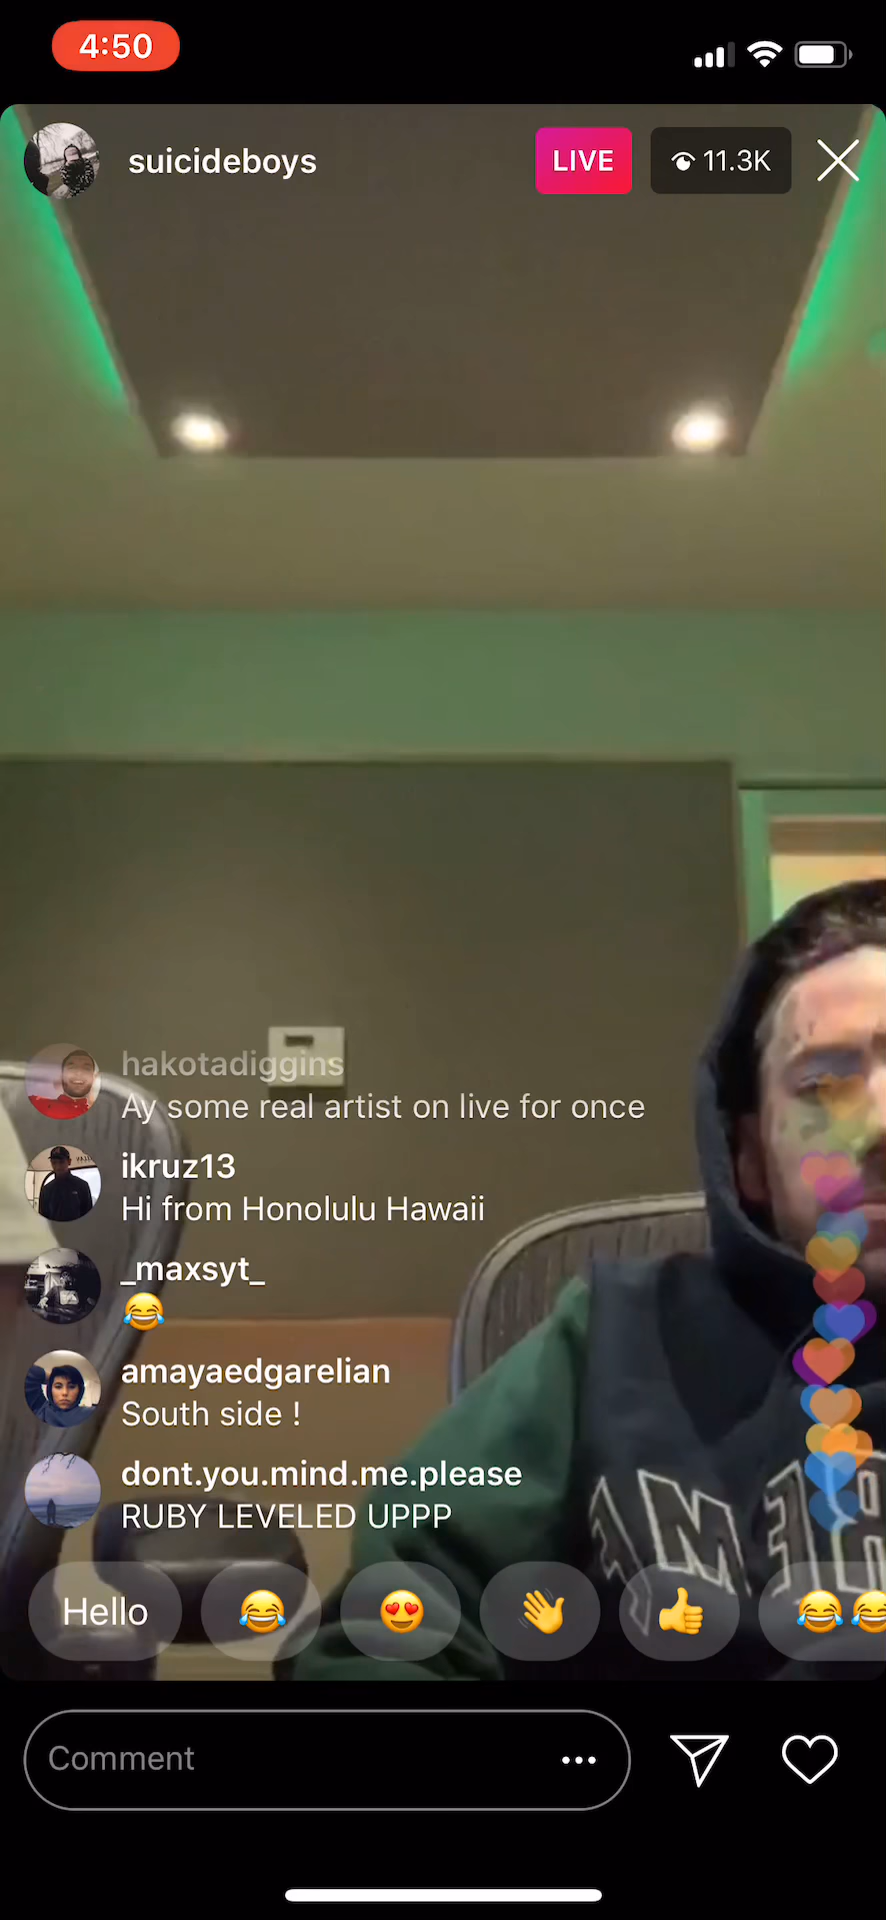 4:50
suicideboys
LIVE
11.3K
hakotadiggins
Ay some real artist on live for once
ikruz13
Hi from Honolulu Hawaii
_maxsyt_
😂
amayaedgarelian
South side !
dont.you.mind.me.please
RUBY LEVELED UPPP
Hello 😂 😍 👋 👍 😂😂
Comment